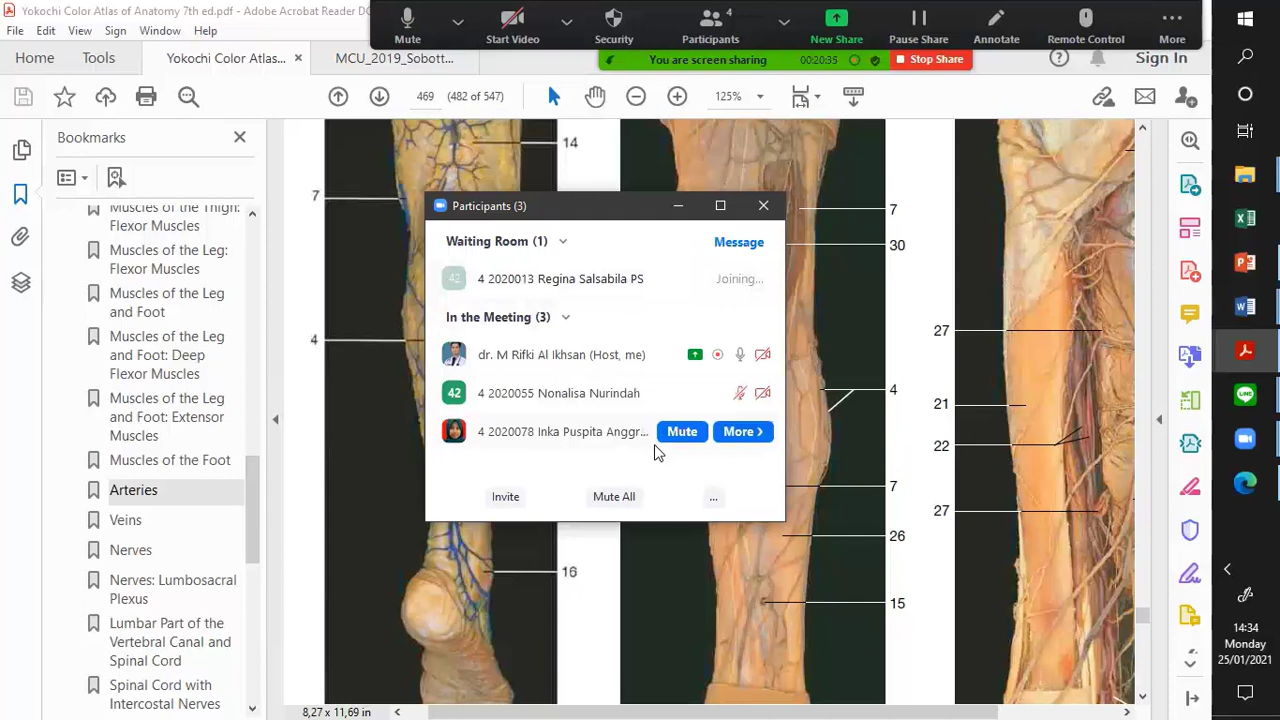 Yokochi Color Atlas of Anatomy 7th ed.pdf - Adobe Acrobat Reader DC
File Edit View Sign Window Help
Mute
Start Video
Security
4
Participants
New Share
Pause Share
Annotate
Remote Control
More
You are screen sharing
00:20:35
Stop Share
Home
Tools
Yokochi Color Atlas...
MCU_2019_Sobott...
Sign In
469
(482 of 547)
125%
Bookmarks
Muscles of the Thigh:
Flexor Muscles
Muscles of the Leg:
Flexor Muscles
Muscles of the Leg
and Foot
Muscles of the Leg
and Foot: Deep
Flexor Muscles
Muscles of the Leg
and Foot: Extensor
Muscles
Muscles of the Foot
Arteries
Veins
Nerves
Nerves: Lumbosacral
Plexus
Lumbar Part of the
Vertebral Canal and
Spinal Cord
Spinal Cord with
Intercostal Nerves
14
7
4
16
Participants (3)
Waiting Room (1)
Message
42
4 2020013 Regina Salsabila PS
Joining...
In the Meeting (3)
dr. M Rifki Al Ikhsan (Host, me)
42
4 2020055 Nonalisa Nurindah
4 2020078 Inka Puspita Anggr...
Mute
More
Invite
Mute All
...
7
30
4
7
26
15
27
21
22
27
8,27 x 11,69 in
14:34
25/01/2021